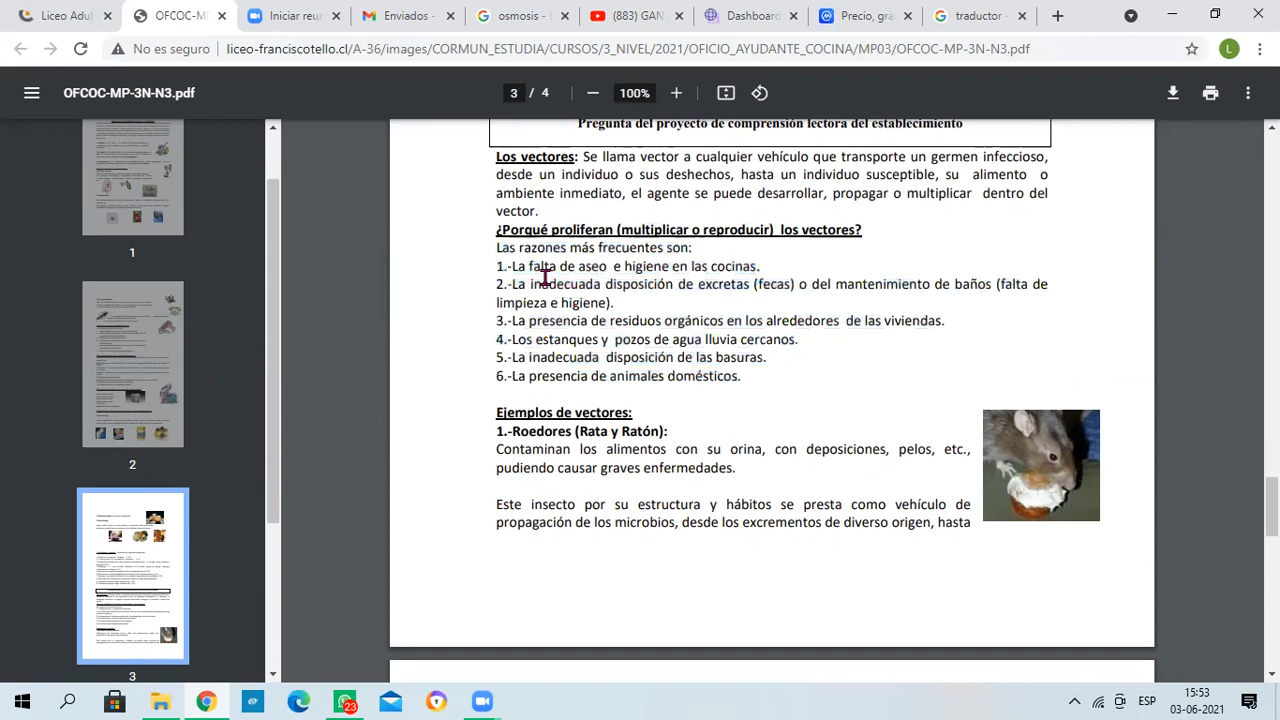 Liceo Adul
OFCOC-MP
Iniciar reu
Enviados -
osmosis - B
(883) GAN
Dashboard
Precio, gra
traductor -
No es seguro
liceo-franciscotello.cl/A-36/images/CORMUN_ESTUDIA/CURSOS/3_NIVEL/2021/OFICIO_AYUDANTE_COCINA/MP03/OFCOC-MP-3N-N3.pdf
L
OFCOC-MP-3N-N3.pdf
3 / 4
100%
1
2
3
Pregunta del proyecto de comprensión lectora del establecimiento
Los vectores: Se llama vector a cualquier vehículo que transporte un germen infeccioso,
desde un individuo o sus deshechos, hasta un individuo susceptible, su alimento o
ambiente inmediato, el agente se puede desarrollar, propagar o multiplicar dentro del
vector.
¿Porqué proliferan (multiplicar o reproducir) los vectores?
Las razones más frecuentes son:
1.-La falta de aseo e higiene en las cocinas.
2.-La inadecuada disposición de excretas (fecas) o del mantenimiento de baños (falta de
limpieza e higiene).
3.-La presencia de residuos orgánicos en los alrededores de las viviendas.
4.-Los estanques y pozos de agua lluvia cercanos.
5.-La inadecuada disposición de las basuras.
6.-La presencia de animales domésticos.
Ejemplos de vectores:
1.-Roedores (Rata y Ratón):
Contaminan los alimentos con su orina, con deposiciones, pelos, etc.,
pudiendo causar graves enfermedades.
Este insecto por su estructura y hábitos se presta como vehículo de
propagación de los microbios, desde los excrementos de diverso origen, hasta
23
ESP
15:53
03-06-2021